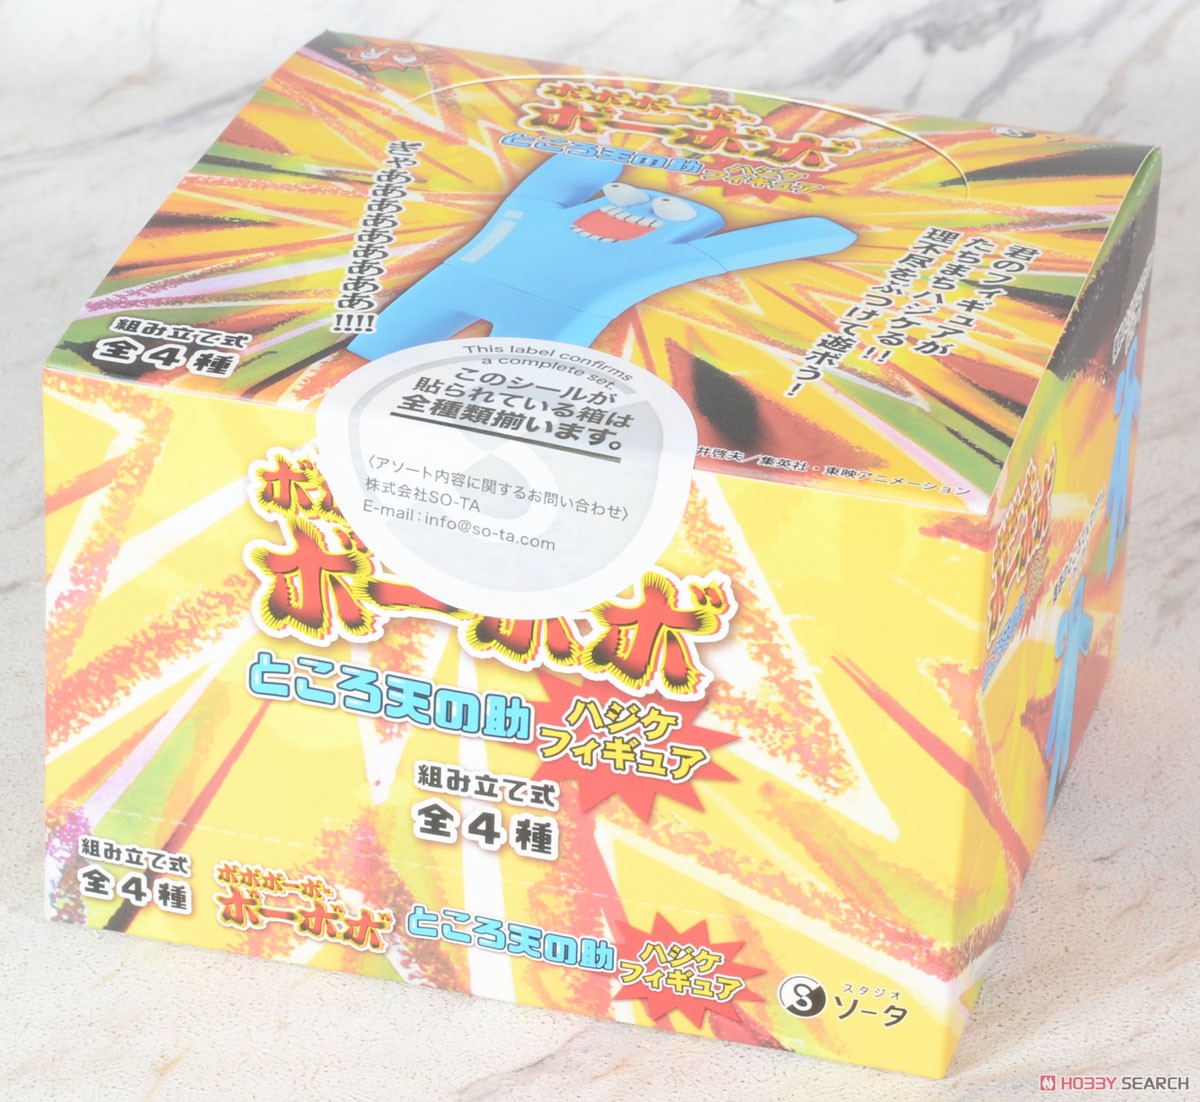 ボボボーボ・
ボーボボ
ところ天の助
ハジケ
フィギュア
ぎゃあああああああああ!!!!
君のフィギュアが
たちまちハジケる!!
理不尽をぶつけて遊ボう!
組み立て式
全4種
This label confirms
a complete set.
このシールが
貼られている箱は
全種類揃います。
〈アソート内容に関するお問い合わせ〉
株式会社SO-TA
E-mail:info@so-ta.com
井啓夫/集英社・東映アニメーション
ボ
ボーボボ
ところ天の助
ハジケ
フィギュア
組み立て式
全4種
組み立て式
全4種
ボボボーボ・
ボーボボ
ところ天の助
ハジケ
フィギュア
スタジオ
ソータ
HOBBY SEARCH